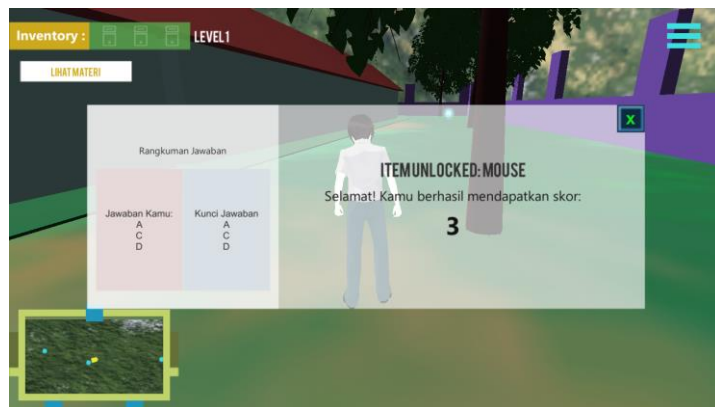 Inventory :
LEVEL1
LIHAT MATERI
X
Rangkuman Jawaban
Jawaban Kamu:
A
C
D
Kunci Jawaban
A
C
D
ITEM UNLOCKED: MOUSE
Selamat! Kamu berhasil mendapatkan skor:
3